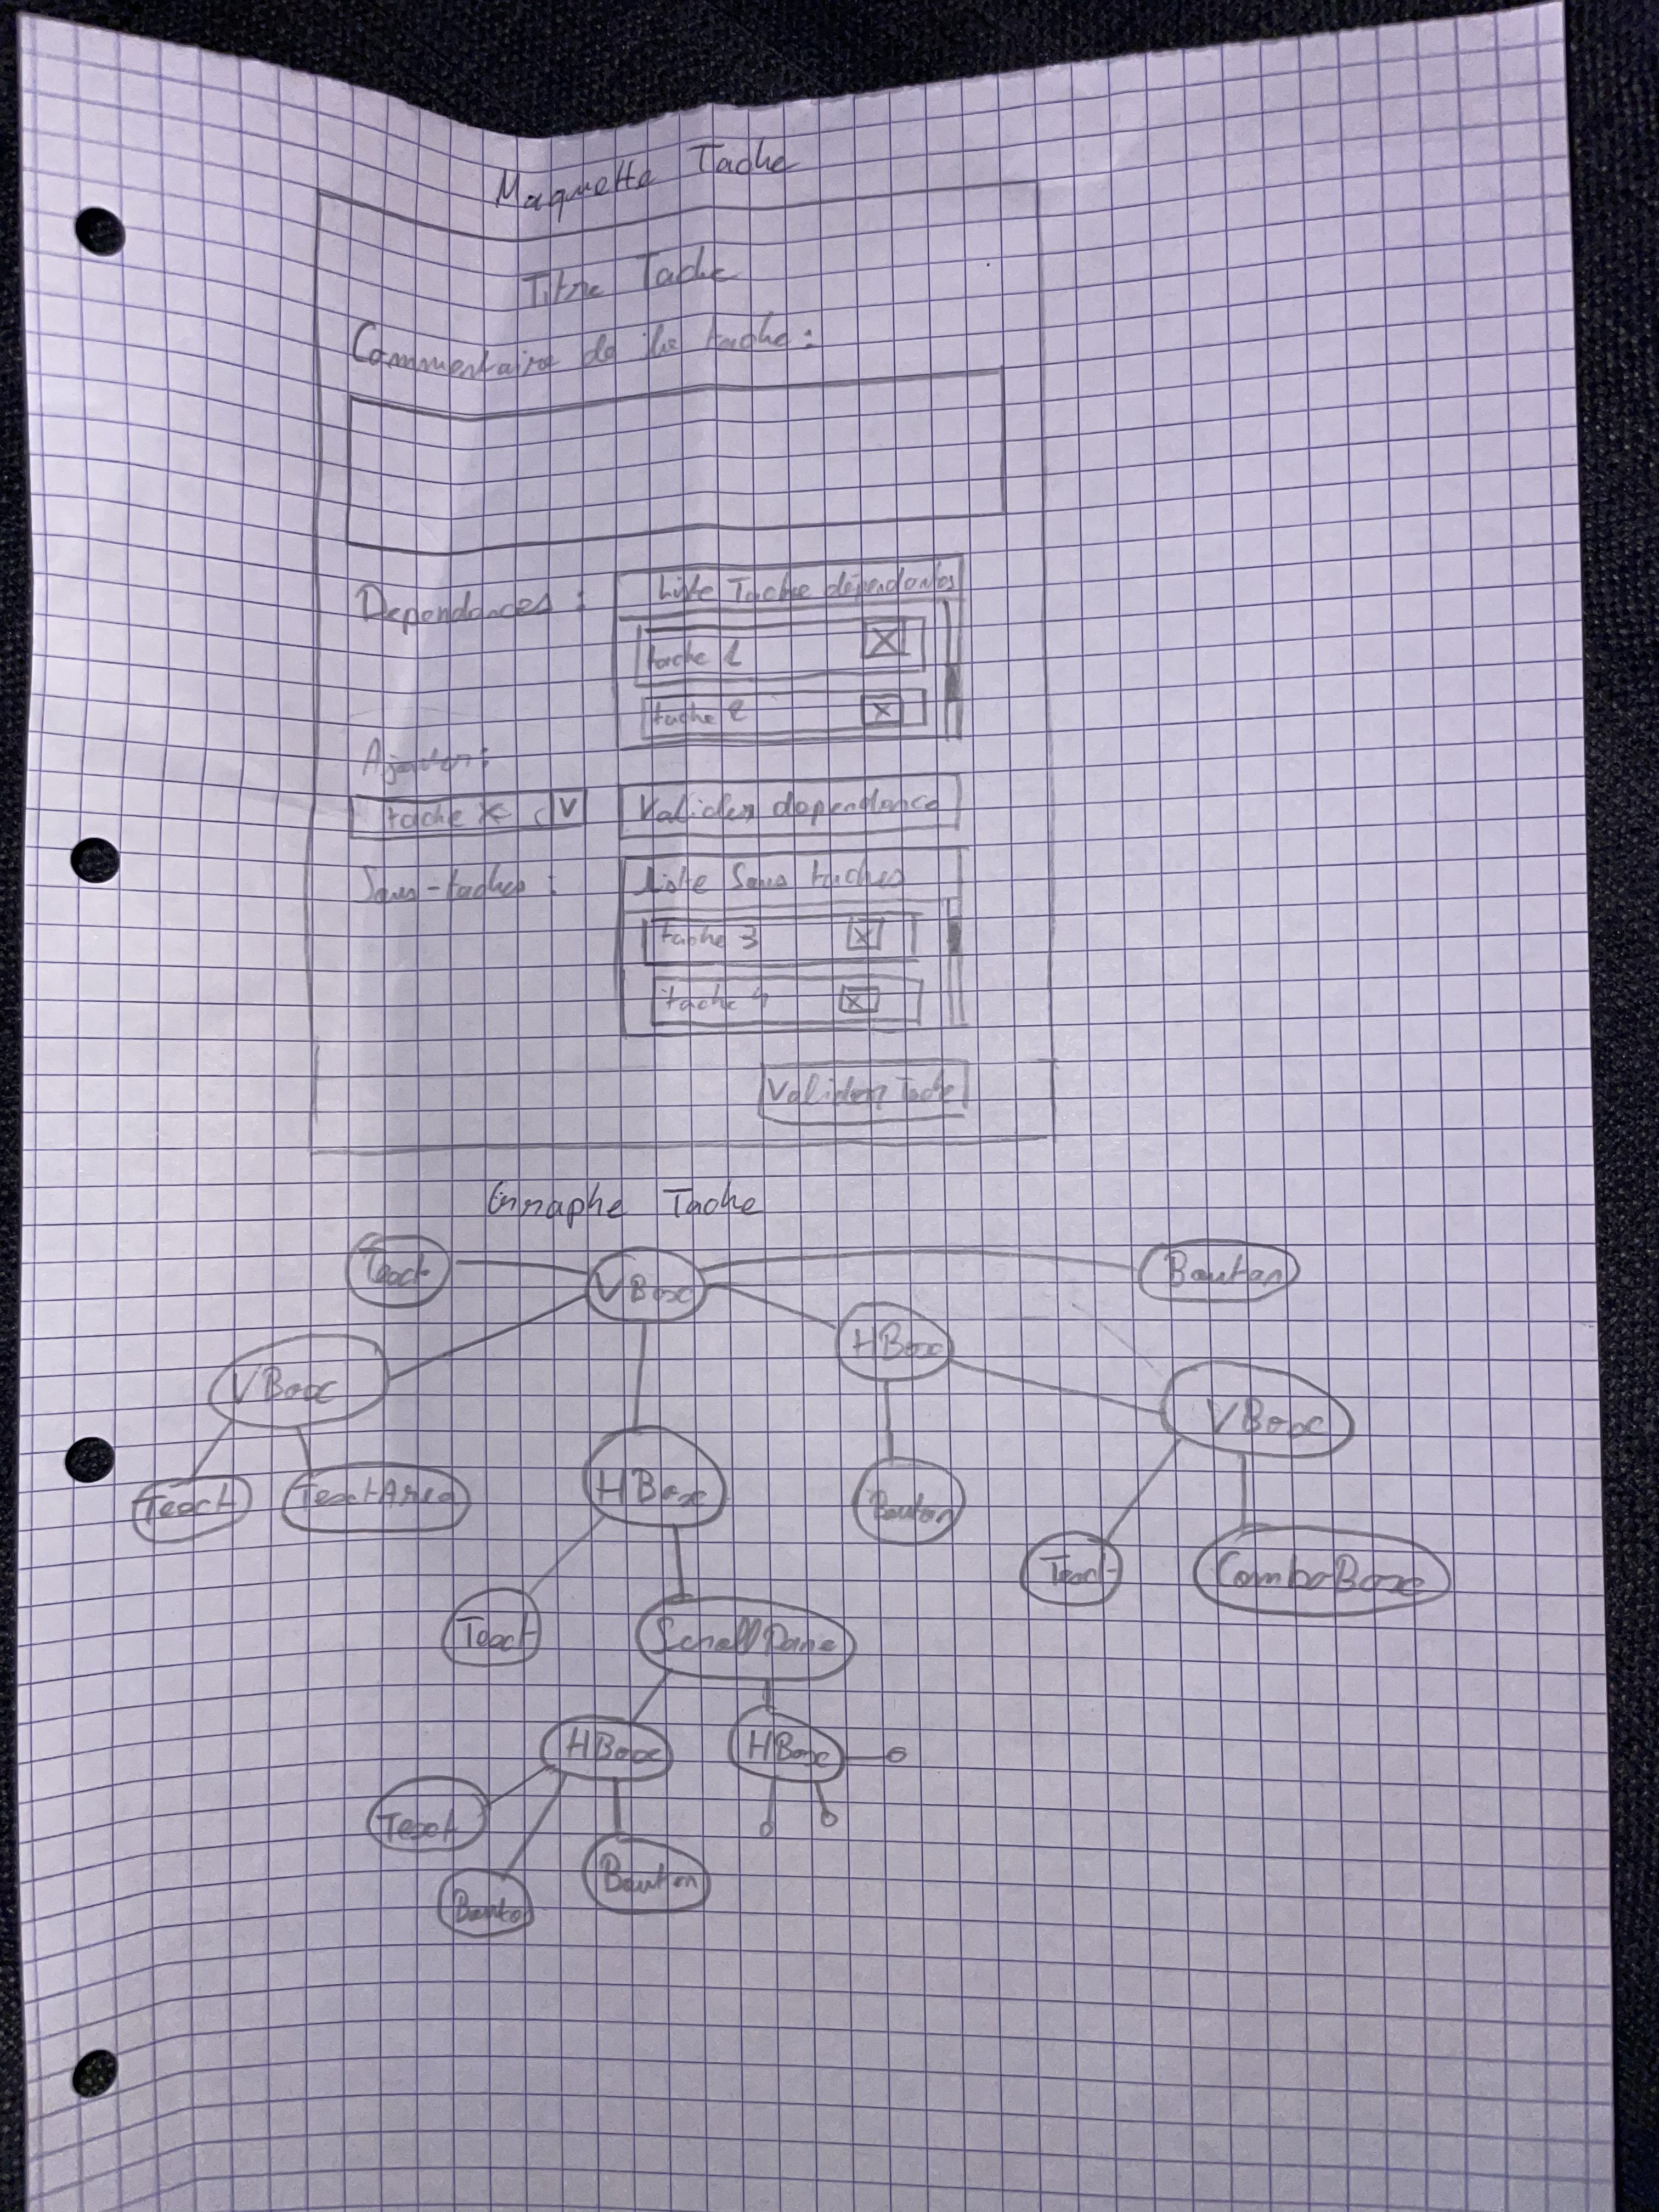 Maquette Tache
Titre Tache
Commentaire de la tache :
Dependances :
Liste Tache dépendantes
tache 1 X
tache 2 X
Ajouter :
tache X V
Valider dependance
Sous-taches :
Liste Sous taches
tache 3 X
tache 4 X
Valider Tache
Graphe Tache
Text VBox Bouton
HBox
VBox VBox
HBox
Text TextArea Bouton
Text ComboBox
Text ScrollPane
HBox HBox
Text
Bouton
Bouto